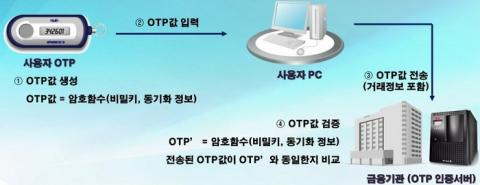 ② OTP값 입력
342601
사용자 OTP
사용자 PC
① OTP값 생성
OTP값 = 암호함수(비밀키, 동기화 정보)
③ OTP값 전송
(거래정보 포함)
④ OTP값 검증
OTP’ = 암호함수(비밀키, 동기화 정보)
전송된 OTP값이 OTP’와 동일한지 비교
금융기관 (OTP 인증서버)